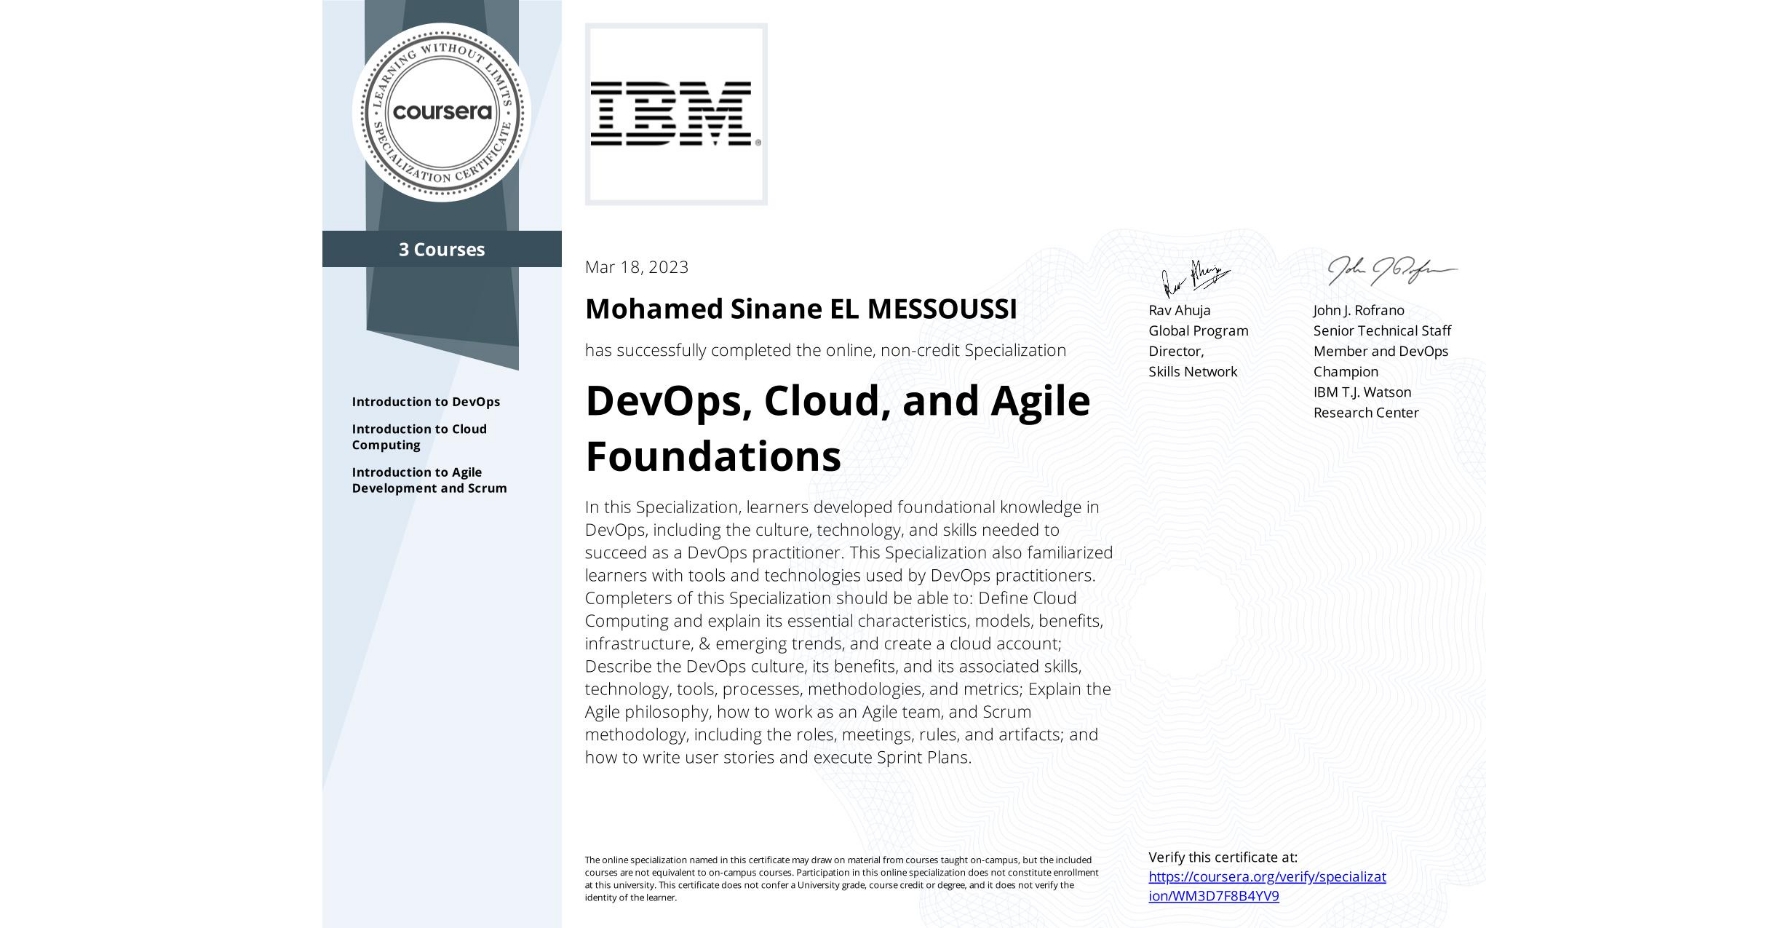 LEARNING WITHOUT LIMITS
coursera
SPECIALIZATION CERTIFICATE
3 Courses
Introduction to DevOps
Introduction to Cloud
Computing
Introduction to Agile
Development and Scrum
IBM®
Mar 18, 2023
Mohamed Sinane EL MESSOUSSI
has successfully completed the online, non-credit Specialization
DevOps, Cloud, and Agile
Foundations
In this Specialization, learners developed foundational knowledge in
DevOps, including the culture, technology, and skills needed to
succeed as a DevOps practitioner. This Specialization also familiarized
learners with tools and technologies used by DevOps practitioners.
Completers of this Specialization should be able to: Define Cloud
Computing and explain its essential characteristics, models, benefits,
infrastructure, & emerging trends, and create a cloud account;
Describe the DevOps culture, its benefits, and its associated skills,
technology, tools, processes, methodologies, and metrics; Explain the
Agile philosophy, how to work as an Agile team, and Scrum
methodology, including the roles, meetings, rules, and artifacts; and
how to write user stories and execute Sprint Plans.
Rav Ahuja
Rav Ahuja
Global Program
Director,
Skills Network
John J Rofrano
John J. Rofrano
Senior Technical Staff
Member and DevOps
Champion
IBM T.J. Watson
Research Center
The online specialization named in this certificate may draw on material from courses taught on-campus, but the included
courses are not equivalent to on-campus courses. Participation in this online specialization does not constitute enrollment
at this university. This certificate does not confer a University grade, course credit or degree, and it does not verify the
identity of the learner.
Verify this certificate at:
https://coursera.org/verify/specializat
ion/WM3D7F8B4YV9